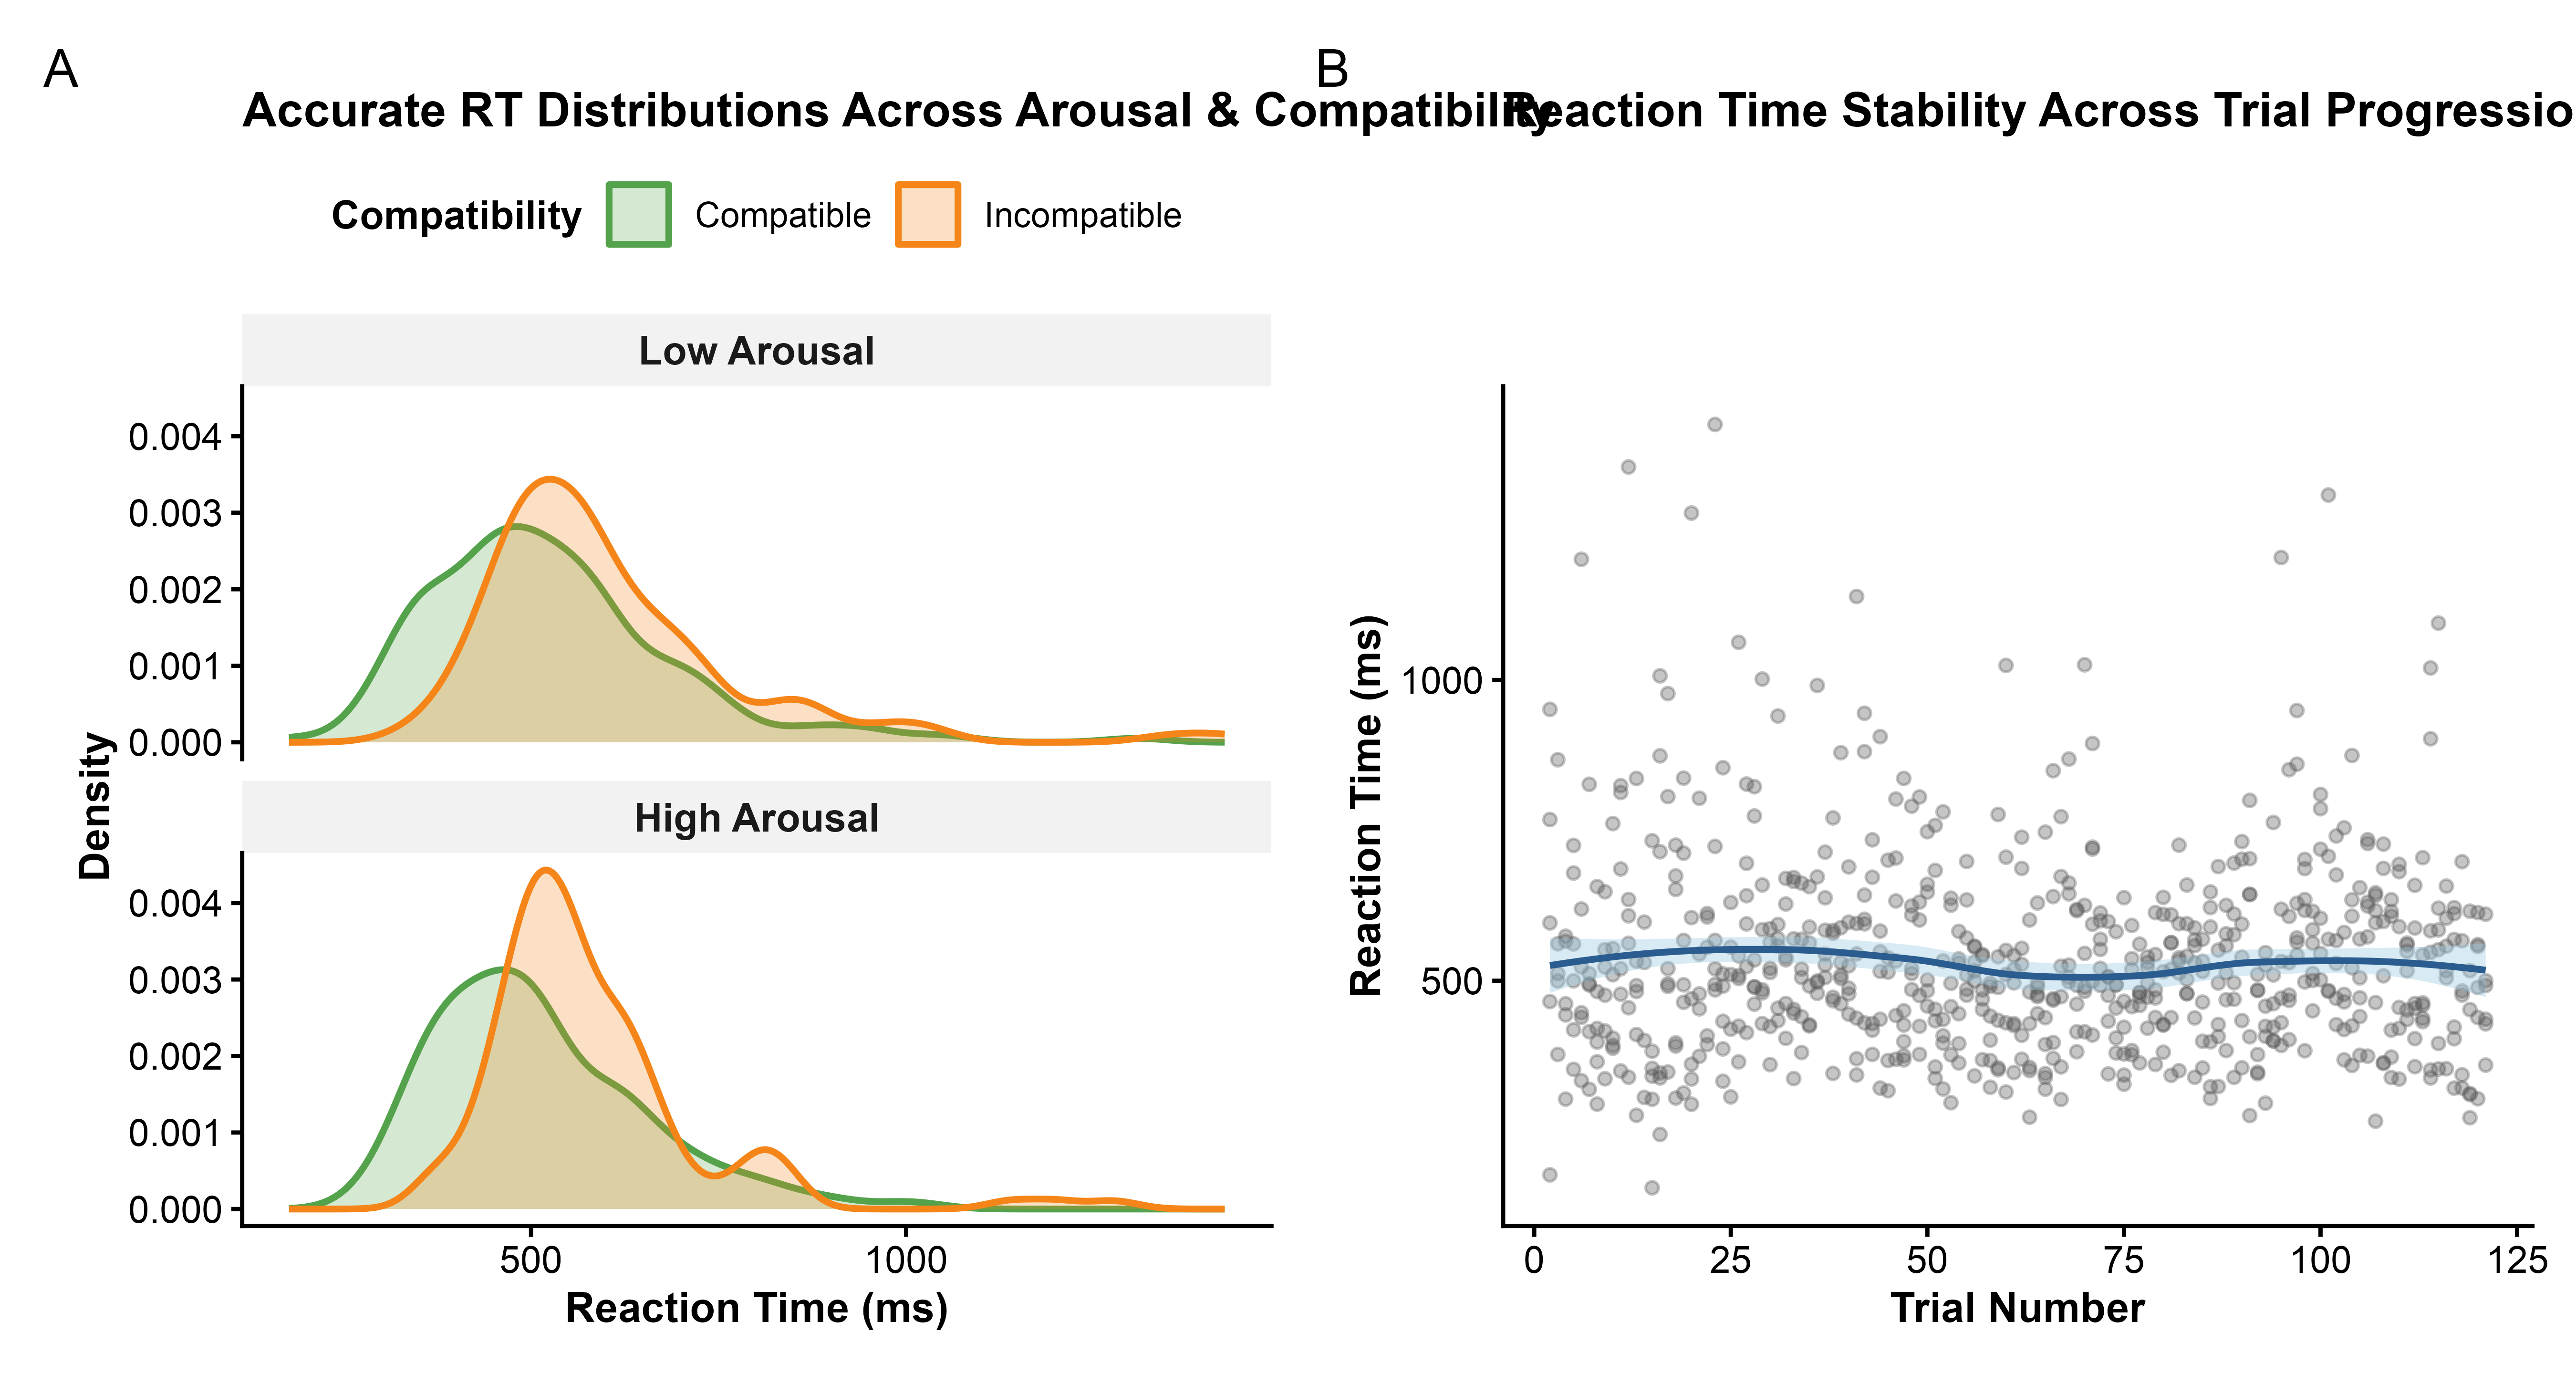 A
Accurate RT Distributions Across Arousal & Compatibility
Compatibility Compatible Incompatible
Low Arousal
0.004
0.003
0.002
0.001
0.000
Density
High Arousal
0.004
0.003
0.002
0.001
0.000
500 1000
Reaction Time (ms)
B
Reaction Time Stability Across Trial Progressio
Reaction Time (ms)
1000
500
0 25 50 75 100 125
Trial Number